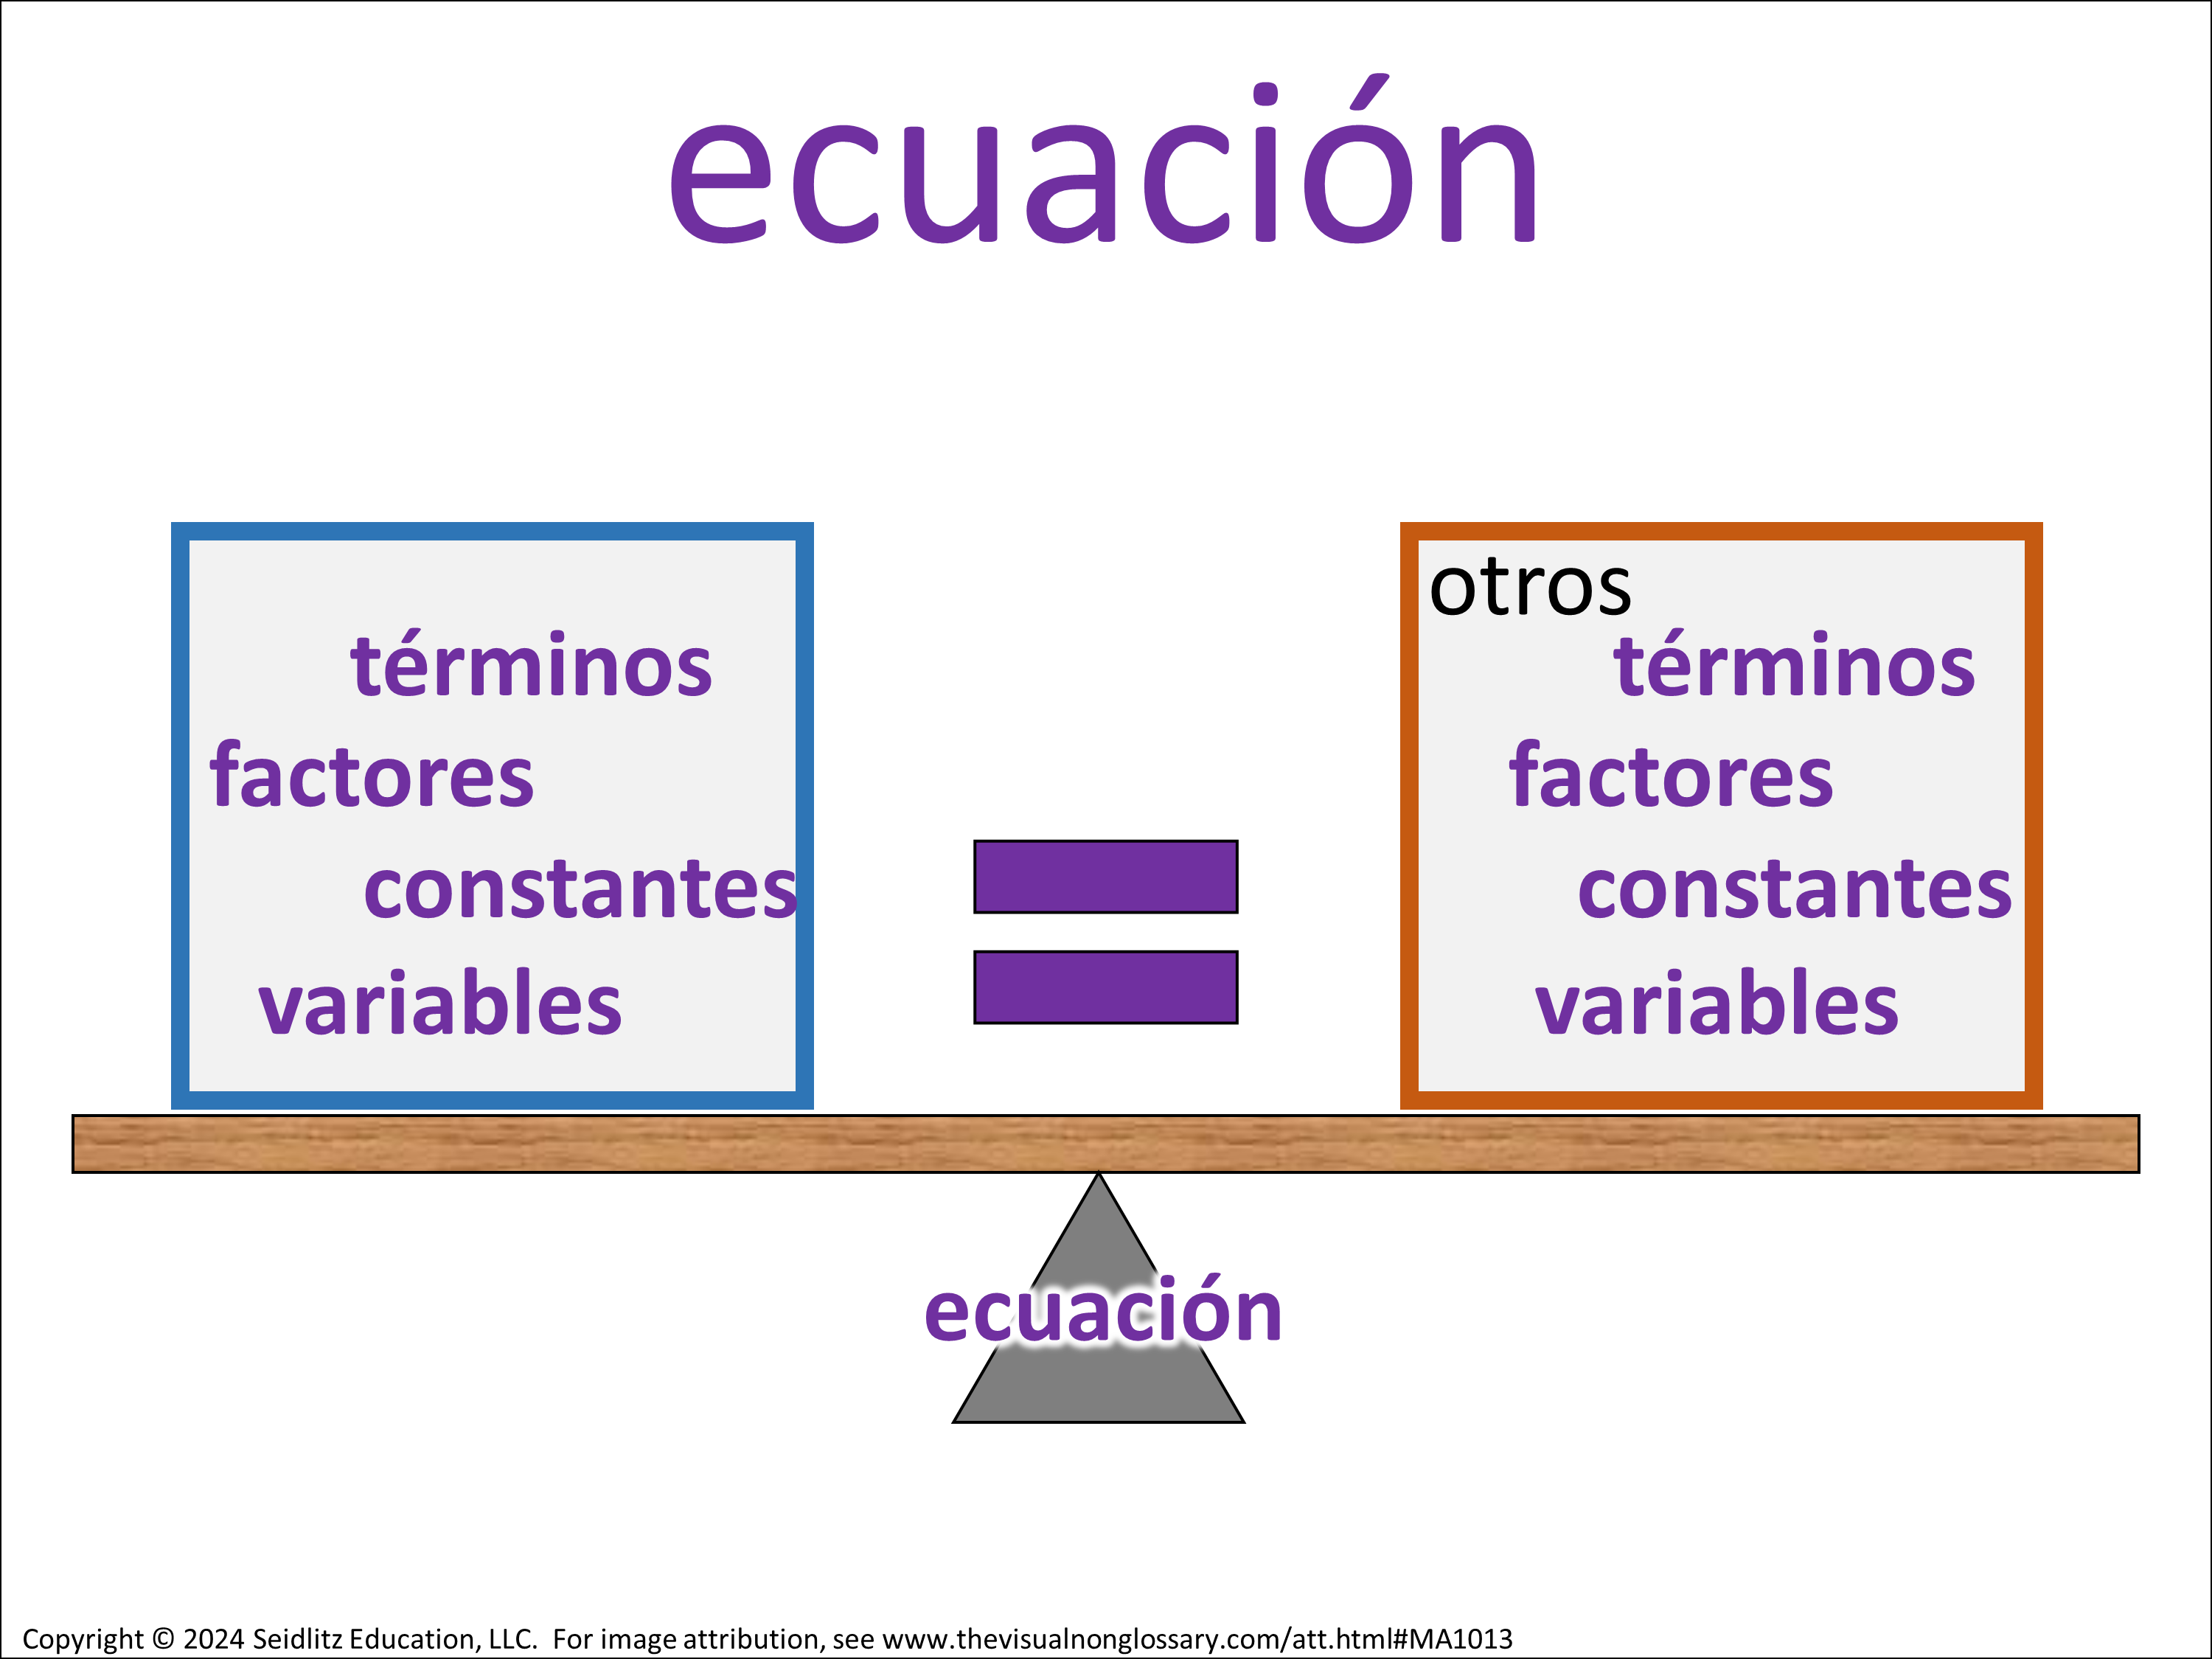 ecuación
términos
factores
constantes
variables
otros
términos
factores
constantes
variables
ecuación
Copyright © 2024 Seidlitz Education, LLC.  For image attribution, see www.thevisualnonglossary.com/att.html#MA1013